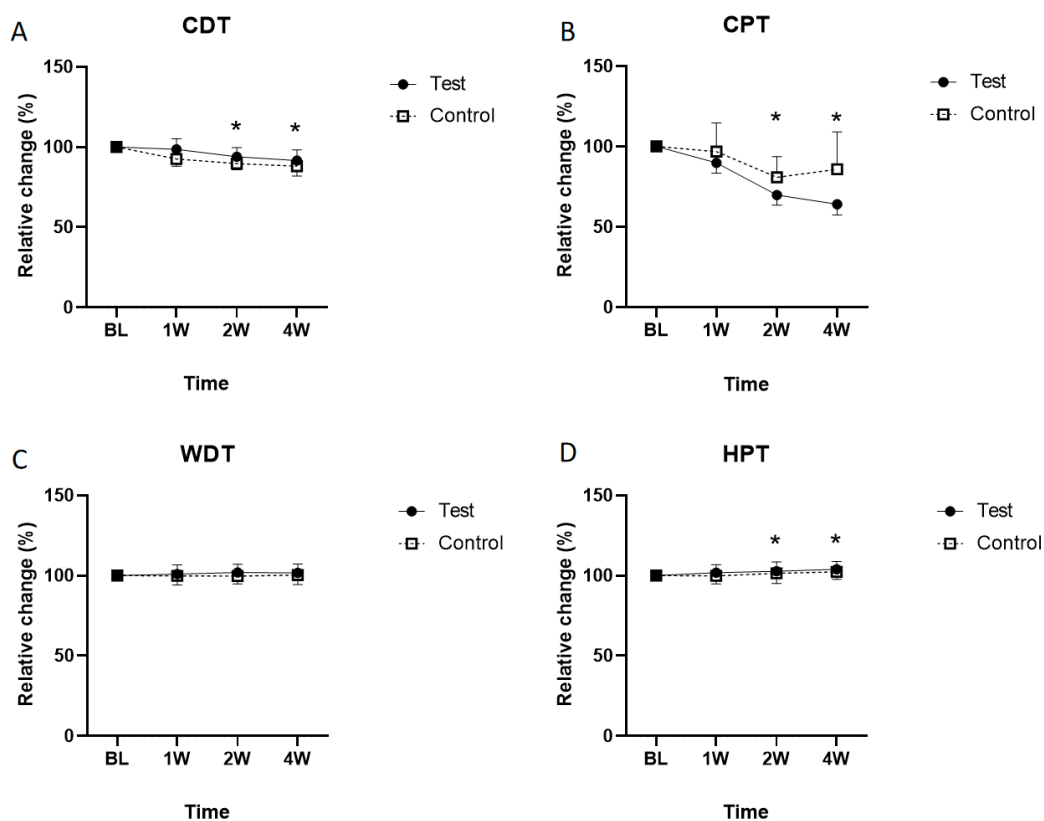 A
CDT
150
100
50
0
Relative change (%)
* *
BL 1W 2W 4W
Time
Test
Control
B
CPT
150
100
50
0
Relative change (%)
* *
BL 1W 2W 4W
Time
Test
Control
C
WDT
150
100
50
0
Relative change (%)
BL 1W 2W 4W
Time
Test
Control
D
HPT
150
100
50
0
Relative change (%)
* *
BL 1W 2W 4W
Time
Test
Control